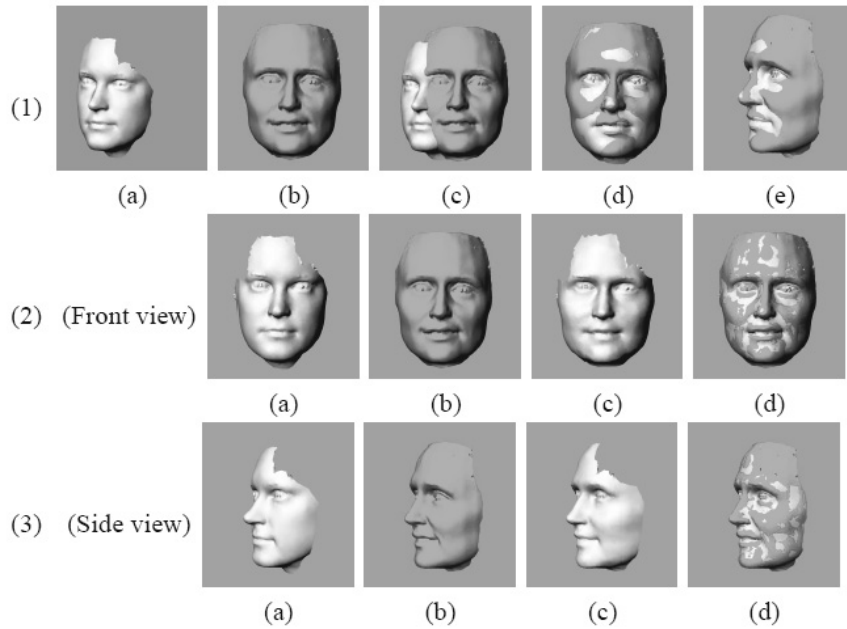 (1)
(a) (b) (c) (d) (e)
(2) (Front view)
(a) (b) (c) (d)
(3) (Side view)
(a) (b) (c) (d)